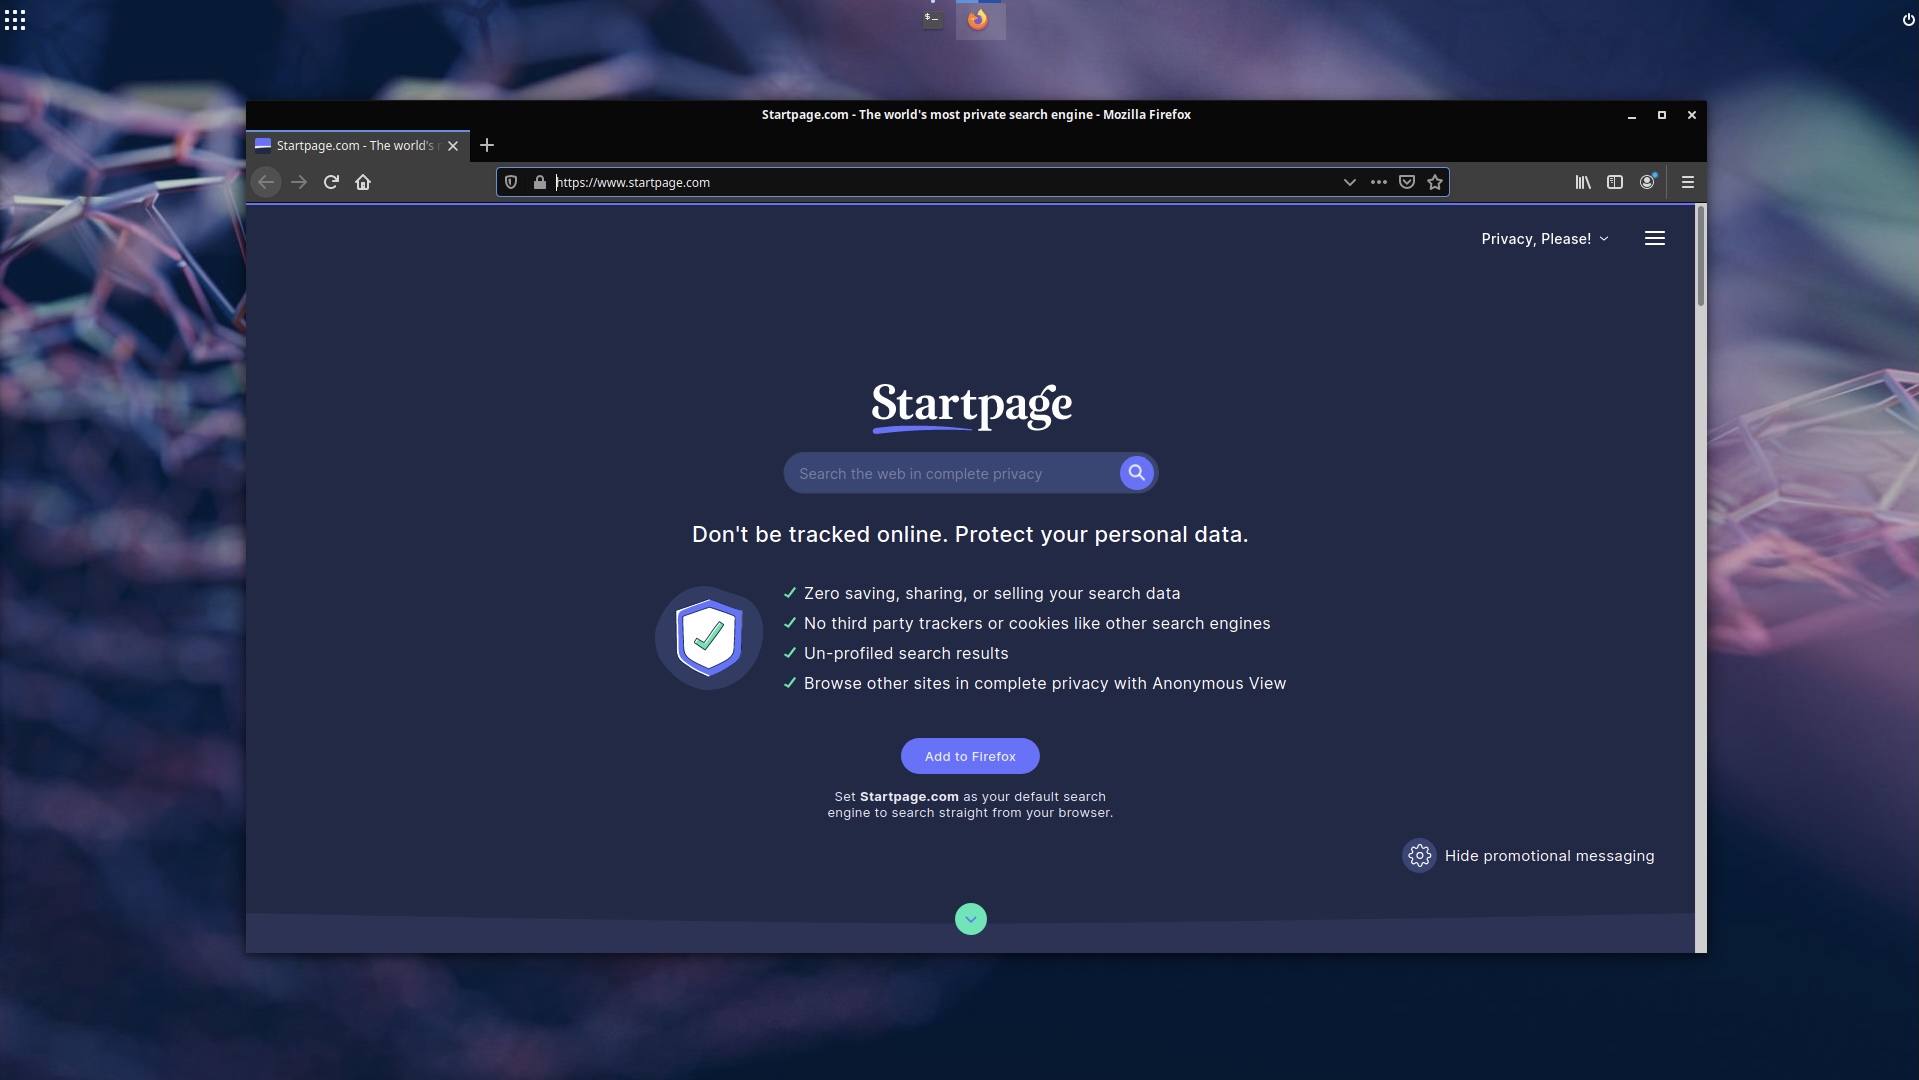 $_
Startpage.com - The world's most private search engine - Mozilla Firefox
Startpage.com - The world's
https://www.startpage.com
Privacy, Please!
Startpage
Search the web in complete privacy
Don't be tracked online. Protect your personal data.
Zero saving, sharing, or selling your search data
No third party trackers or cookies like other search engines
Un-profiled search results
Browse other sites in complete privacy with Anonymous View
Add to Firefox
Set Startpage.com as your default search
engine to search straight from your browser.
Hide promotional messaging